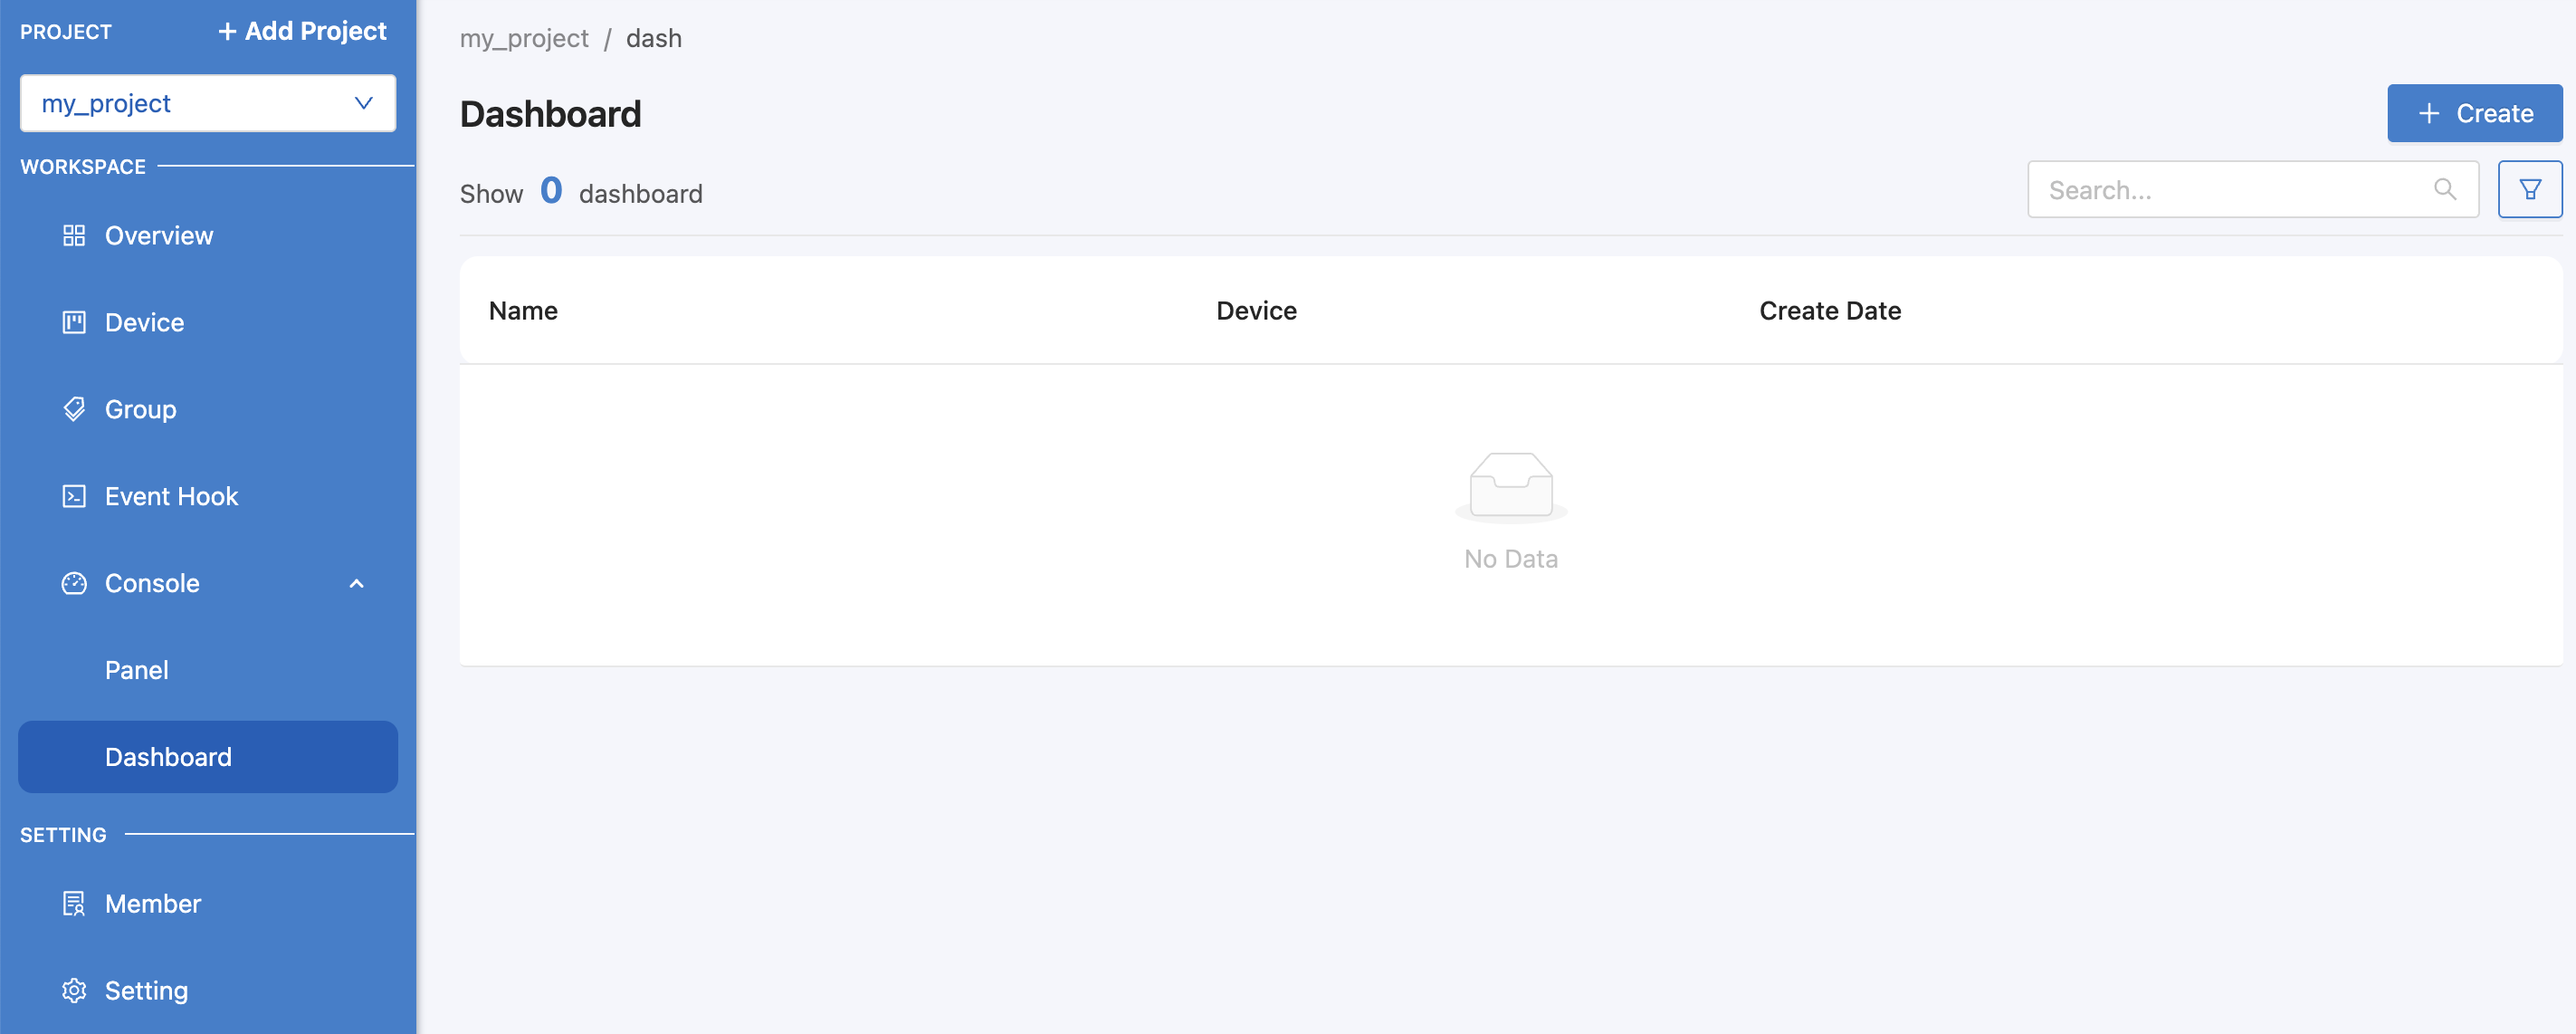 PROJECT + Add Project
my_project
WORKSPACE
Overview
Device
Group
Event Hook
Console
Panel
Dashboard
SETTING
Member
Setting
my_project / dash
Dashboard
+ Create
Show 0 dashboard
Search...
Name Device Create Date
No Data